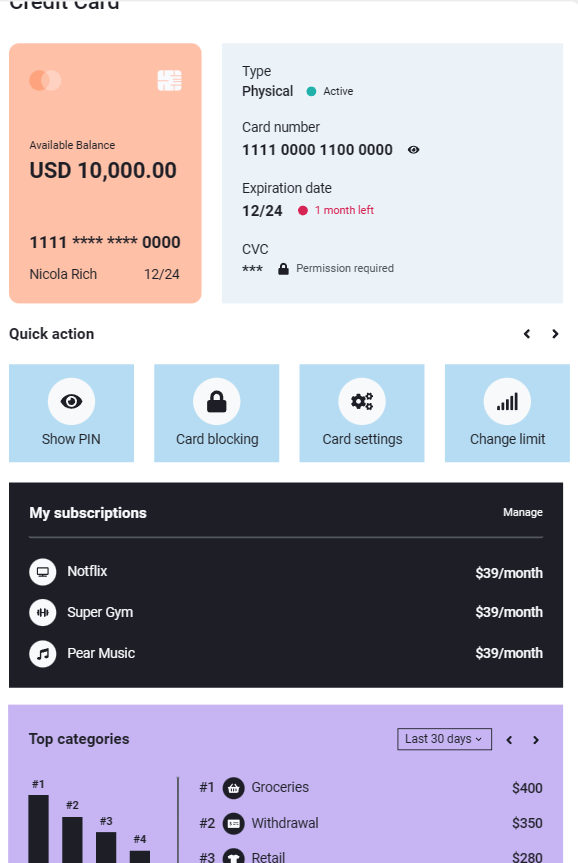 Credit Card
Available Balance
USD 10,000.00
1111 **** **** 0000
Nicola Rich 12/24
Type
Physical Active
Card number
1111 0000 1100 0000
Expiration date
12/24 1 month left
CVC
*** Permission required
Quick action
Show PIN
Card blocking
Card settings
Change limit
My subscriptions Manage
Notflix $39/month
Super Gym $39/month
Pear Music $39/month
Top categories Last 30 days
#1
#2
#3
#4
#1 Groceries $400
#2 Withdrawal $350
#3 Retail $280